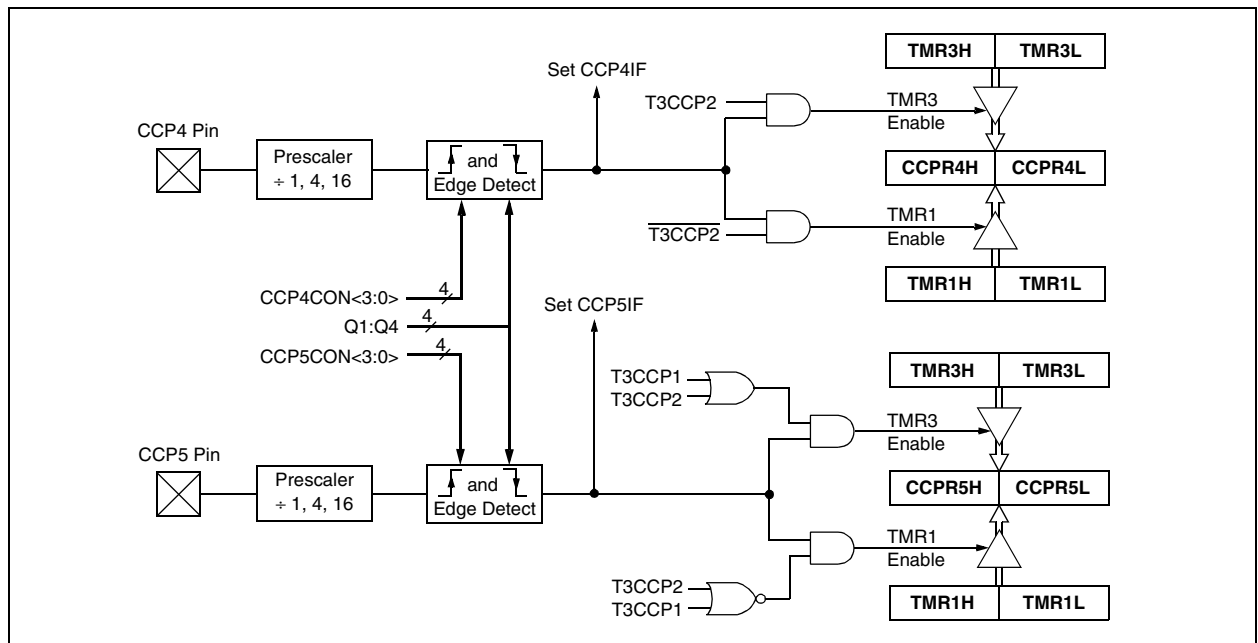 TMR3H TMR3L
Set CCP4IF
T3CCP2
TMR3
Enable
CCP4 Pin
Prescaler
÷ 1, 4, 16
and
Edge Detect
CCPR4H CCPR4L
T3CCP2
TMR1
Enable
TMR1H TMR1L
CCP4CON<3:0> 4
Q1:Q4 4
CCP5CON<3:0> 4
Set CCP5IF
TMR3H TMR3L
T3CCP1
T3CCP2
TMR3
Enable
CCP5 Pin
Prescaler
÷ 1, 4, 16
and
Edge Detect
CCPR5H CCPR5L
TMR1
Enable
T3CCP2
T3CCP1
TMR1H TMR1L